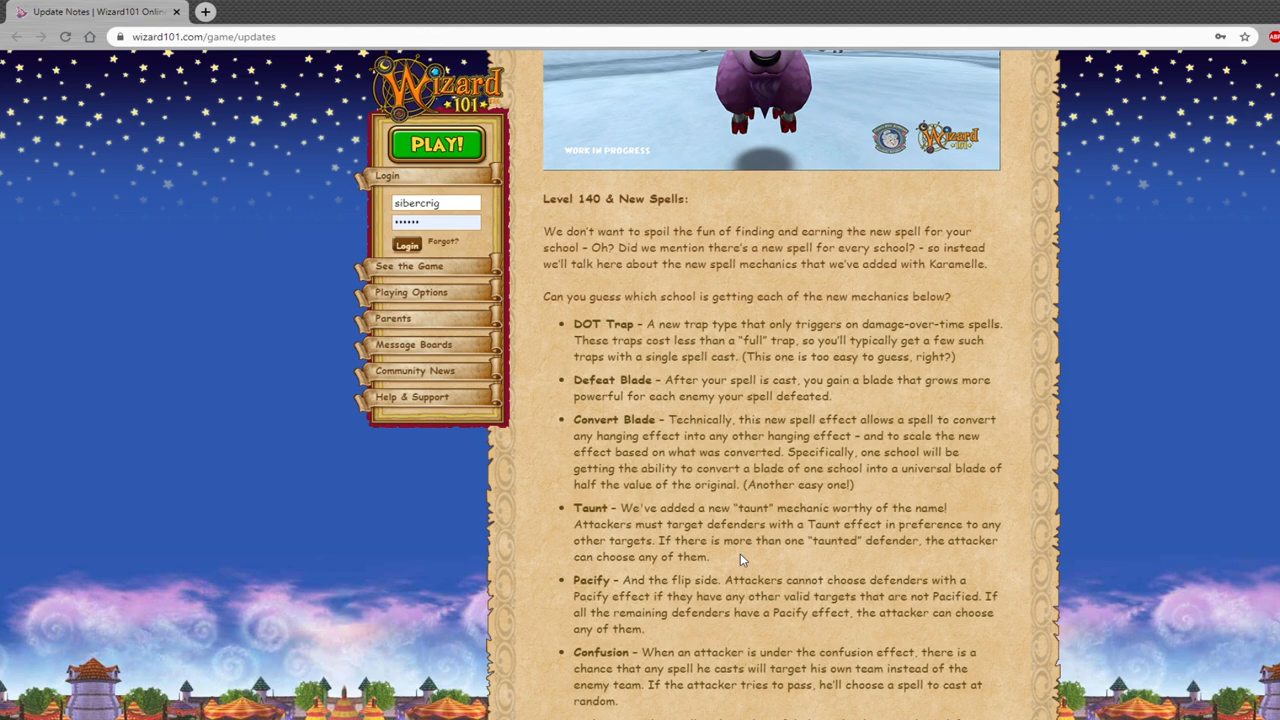 Updates Notes | Wizard101 Onlin
wizard101.com/game/updates
ABP
Wizard
101
PLAY!
Login
sibercrig
Login
Forgot?
See the Game
Playing Options
Parents
Message Boards
Community News
Help & Support
WORK IN PROGRESS
Wizard
101
Level 140 & New Spells:
We don't want to spoil the fun of finding and earning the new spell for your
school – Oh? Did we mention there's a new spell for every school? - so instead
we'll talk here about the new spell mechanics that we've added with Karamelle.
Can you guess which school is getting each of the new mechanics below?
• DOT Trap – A new trap type that only triggers on damage-over-time spells.
These traps cost less than a “full” trap, so you'll typically get a few such
traps with a single spell cast. (This one is too easy to guess, right?)
• Defeat Blade – After your spell is cast, you gain a blade that grows more
powerful for each enemy your spell defeated.
• Convert Blade – Technically, this new spell effect allows a spell to convert
any hanging effect into any other hanging effect – and to scale the new
effect based on what was converted. Specifically, one school will be
getting the ability to convert a blade of one school into a universal blade of
half the value of the original. (Another easy one!)
• Taunt – We've added a new “taunt” mechanic worthy of the name!
Attackers must target defenders with a Taunt effect in preference to any
other targets. If there is more than one “taunted” defender, the attacker
can choose any of them.
• Pacify – And the flip side. Attackers cannot choose defenders with a
Pacify effect if they have any other valid targets that are not Pacified. If
all the remaining defenders have a Pacify effect, the attacker can choose
any of them.
• Confusion – When an attacker is under the confusion effect, there is a
chance that any spell he casts will target his own team instead of the
enemy team. If the attacker tries to pass, he'll choose a spell to cast at
random.